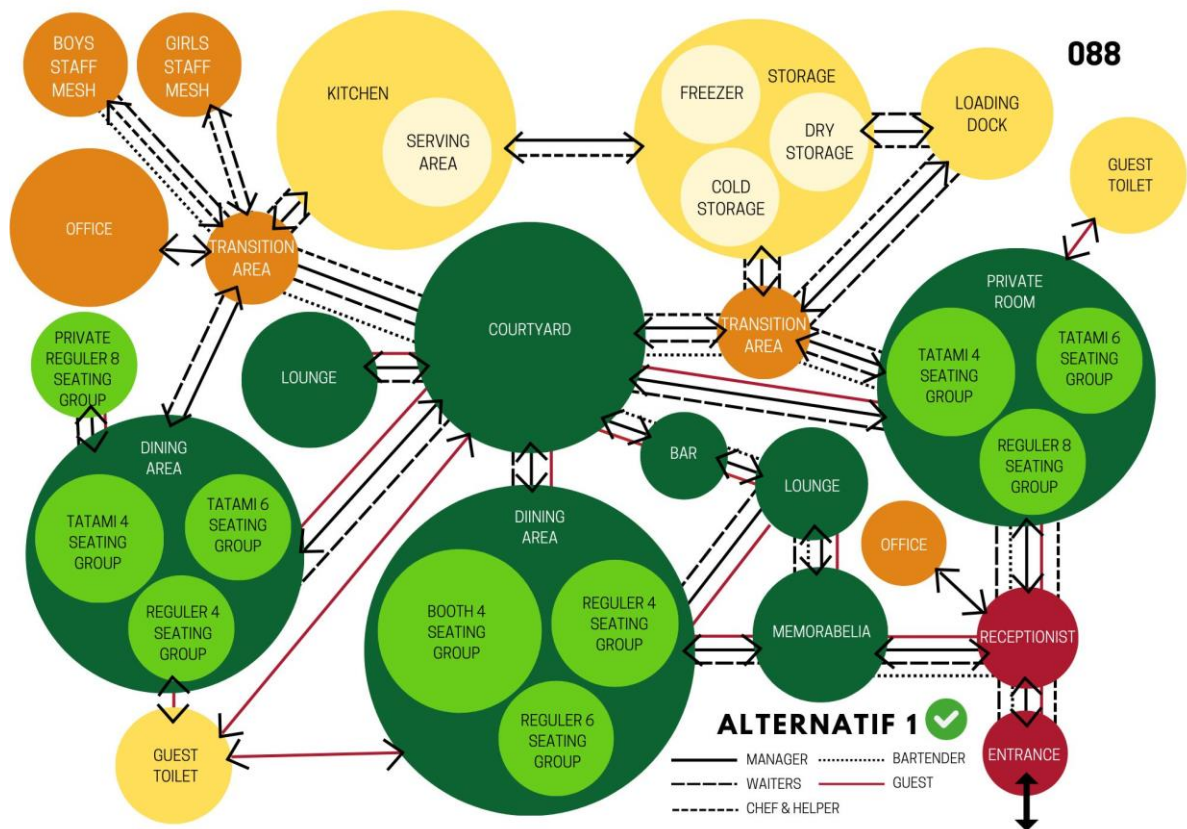 088
BOYS
STAFF
MESH
GIRLS
STAFF
MESH
KITCHEN
SERVING
AREA
STORAGE
FREEZER
DRY
STORAGE
COLD
STORAGE
LOADING
DOCK
GUEST
TOILET
OFFICE
TRANSITION
AREA
COURTYARD
TRANSITION
AREA
PRIVATE
ROOM
TATAMI 4
SEATING
GROUP
TATAMI 6
SEATING
GROUP
REGULER 8
SEATING
GROUP
PRIVATE
REGULER 8
SEATING
GROUP
LOUNGE
BAR
LOUNGE
DINING
AREA
TATAMI 4
SEATING
GROUP
TATAMI 6
SEATING
GROUP
REGULER 4
SEATING
GROUP
DIINING
AREA
BOOTH 4
SEATING
GROUP
REGULER 4
SEATING
GROUP
REGULER 6
SEATING
GROUP
OFFICE
MEMORABELIA
RECEPTIONIST
GUEST
TOILET
ENTRANCE
ALTERNATIF 1
MANAGER
BARTENDER
WAITERS
GUEST
CHEF & HELPER